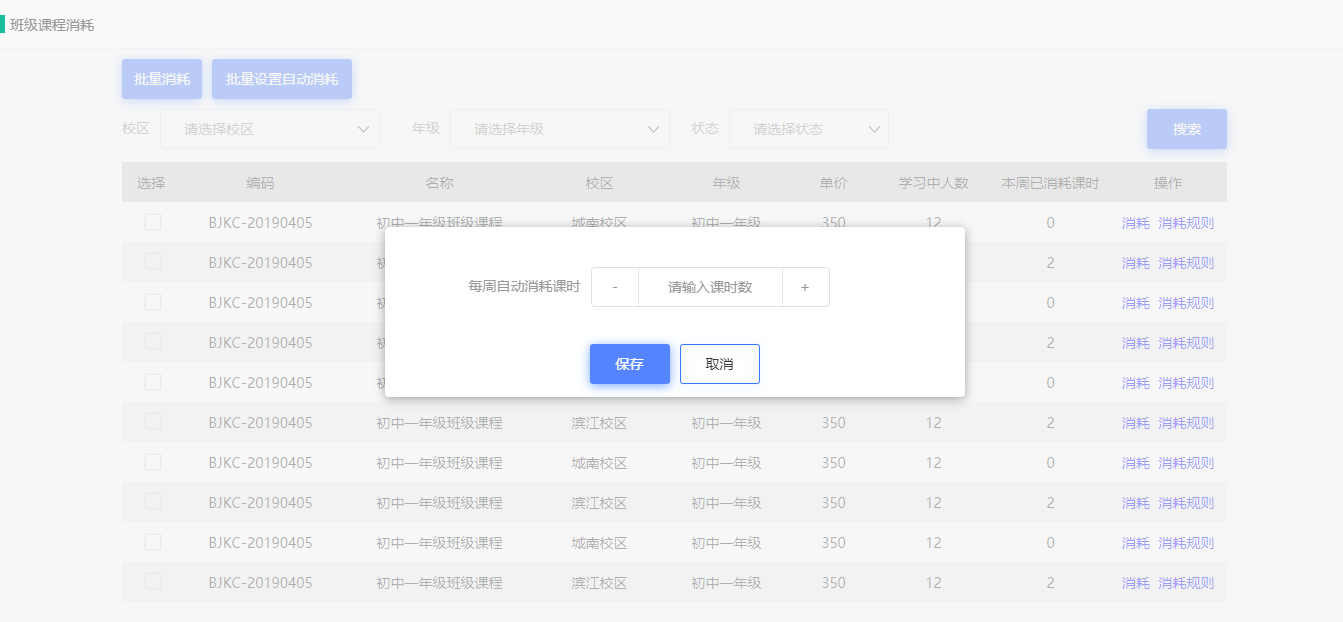 班级课程消耗
批量消耗 批量设置自动消耗
校区 请选择校区 年级 请选择年级 状态 请选择状态 搜索
选择 编码 名称 校区 年级 单价 学习中人数 本周已消耗课时 操作
BJKC-20190405 初中一年级班级课程 城南校区 初中一年级 350 12 0 消耗 消耗规则
BJKC-20190405 2 消耗 消耗规则
每周自动消耗课时 - 请输入课时数 +
BJKC-20190405 0 消耗 消耗规则
BJKC-20190405 2 消耗 消耗规则
保存 取消
BJKC-20190405 0 消耗 消耗规则
BJKC-20190405 初中一年级班级课程 滨江校区 初中一年级 350 12 2 消耗 消耗规则
BJKC-20190405 初中一年级班级课程 城南校区 初中一年级 350 12 0 消耗 消耗规则
BJKC-20190405 初中一年级班级课程 滨江校区 初中一年级 350 12 2 消耗 消耗规则
BJKC-20190405 初中一年级班级课程 城南校区 初中一年级 350 12 0 消耗 消耗规则
BJKC-20190405 初中一年级班级课程 滨江校区 初中一年级 350 12 2 消耗 消耗规则